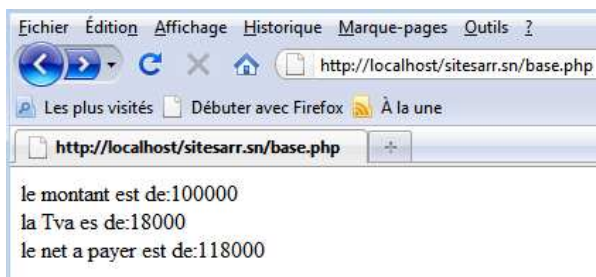 Fichier Édition Affichage Historique Marque-pages Outils ?
http://localhost/sitesarr.sn/base.php
Les plus visités Débuter avec Firefox À la une
http://localhost/sitesarr.sn/base.php
le montant est de:100000
la Tva es de:18000
le net a payer est de:118000